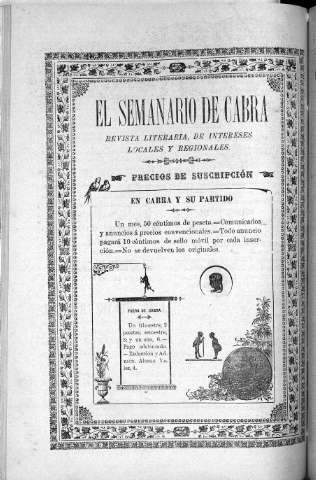 EL SEMANARIO DE CABRA
REVISTA LITERARIA, DE INTERESES
LOCALES Y REGIONALES.
PRECIOS DE SUSCRIPCIÓN
EN CABRA Y SU PARTIDO
Un mes, 50 céntimos de peseta.—Comunicados
y anuncios á precios convencionales.—Todo anuncio
pagará 10 céntimos de sello móvil por cada inser-
ción.—No se devuelven los originales.
FUERA DE CABRA
Un trimestre, 2
pesetas, semestre,
y un año,
Pago adelantado.
—Redacción y Ad-